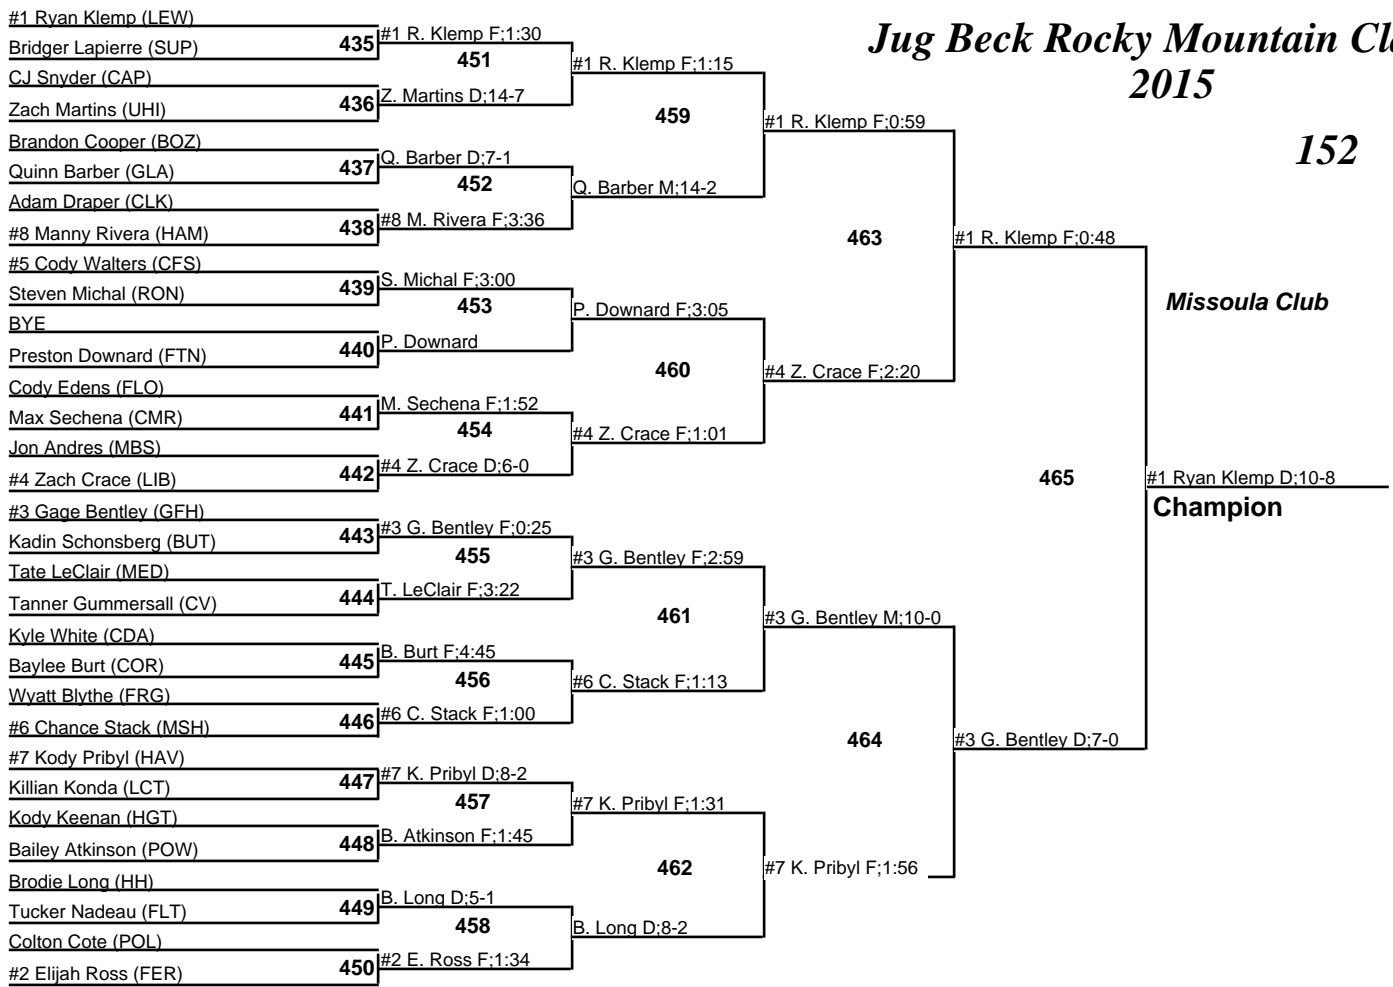 Jug Beck Rocky Mountain Cla
2015
152
Missoula Club
#1 Ryan Klemp (LEW)
Bridger Lapierre (SUP)
CJ Snyder (CAP)
Zach Martins (UHI)
Brandon Cooper (BOZ)
Quinn Barber (GLA)
Adam Draper (CLK)
#8 Manny Rivera (HAM)
#5 Cody Walters (CFS)
Steven Michal (RON)
BYE
Preston Downard (FTN)
Cody Edens (FLO)
Max Sechena (CMR)
Jon Andres (MBS)
#4 Zach Crace (LIB)
#3 Gage Bentley (GFH)
Kadin Schonsberg (BUT)
Tate LeClair (MED)
Tanner Gummersall (CV)
Kyle White (CDA)
Baylee Burt (COR)
Wyatt Blythe (FRG)
#6 Chance Stack (MSH)
#7 Kody Pribyl (HAV)
Killian Konda (LCT)
Kody Keenan (HGT)
Bailey Atkinson (POW)
Brodie Long (HH)
Tucker Nadeau (FLT)
Colton Cote (POL)
#2 Elijah Ross (FER)
435
436
437
438
439
440
441
442
443
444
445
446
447
448
449
450
#1 R. Klemp F;1:30
Z. Martins D;14-7
Q. Barber D;7-1
#8 M. Rivera F;3:36
S. Michal F;3:00
P. Downard
M. Sechena F;1:52
#4 Z. Crace D;6-0
#3 G. Bentley F;0:25
T. LeClair F;3:22
B. Burt F;4:45
#6 C. Stack F;1:00
#7 K. Pribyl D;8-2
B. Atkinson F;1:45
B. Long D;5-1
#2 E. Ross F;1:34
451
452
453
454
455
456
457
458
#1 R. Klemp F;1:15
Q. Barber M;14-2
P. Downard F;3:05
#4 Z. Crace F;1:01
#3 G. Bentley F;2:59
#6 C. Stack F;1:13
#7 K. Pribyl F;1:31
B. Long D;8-2
459
460
461
462
#1 R. Klemp F;0:59
#4 Z. Crace F;2:20
#3 G. Bentley M;10-0
#7 K. Pribyl F;1:56
463
464
#1 R. Klemp F;0:48
#3 G. Bentley D;7-0
465
#1 Ryan Klemp D;10-8
Champion